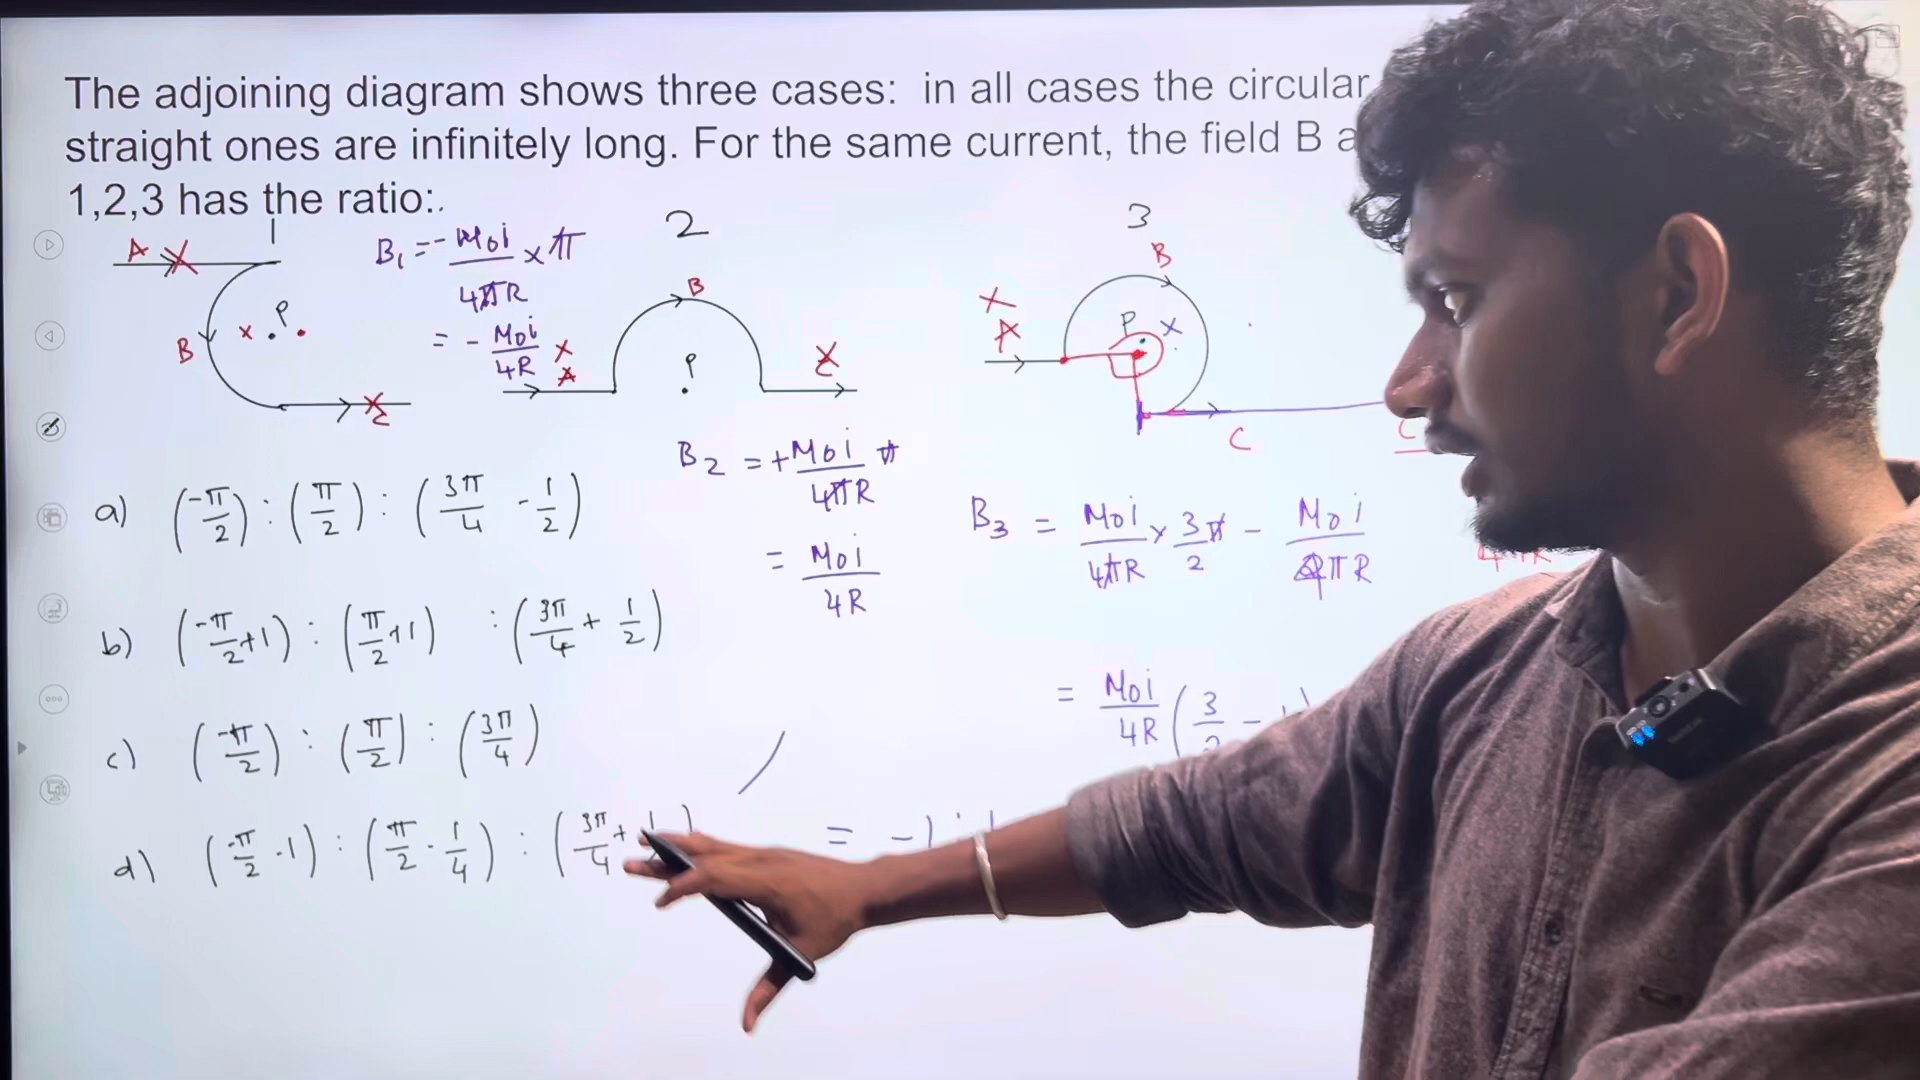 The adjoining diagram shows three cases: in all cases the circular
straight ones are infinitely long. For the same current, the field B a
1,2,3 has the ratio:.
1
A
B
P
C
B₁ = - μ₀i/4πR × π
= - μ₀i/4R
2
A
B
P
C
B₂ = + μ₀i/4πR π
= μ₀i/4R
3
A
B
P
C
C
B₃ = μ₀i/4πR × 3π/2 - μ₀i/4πR
= μ₀i/4R (3/2 -
a) (-π/2) : (π/2) : (3π/4 - 1/2)
b) (-π/2 + 1) : (π/2 + 1) : (3π/4 + 1/2)
c) (-π/2) : (π/2) : (3π/4)
d) (-π/2 - 1) : (π/2 - 1/4) : (3π/4 +
= -1 : 1